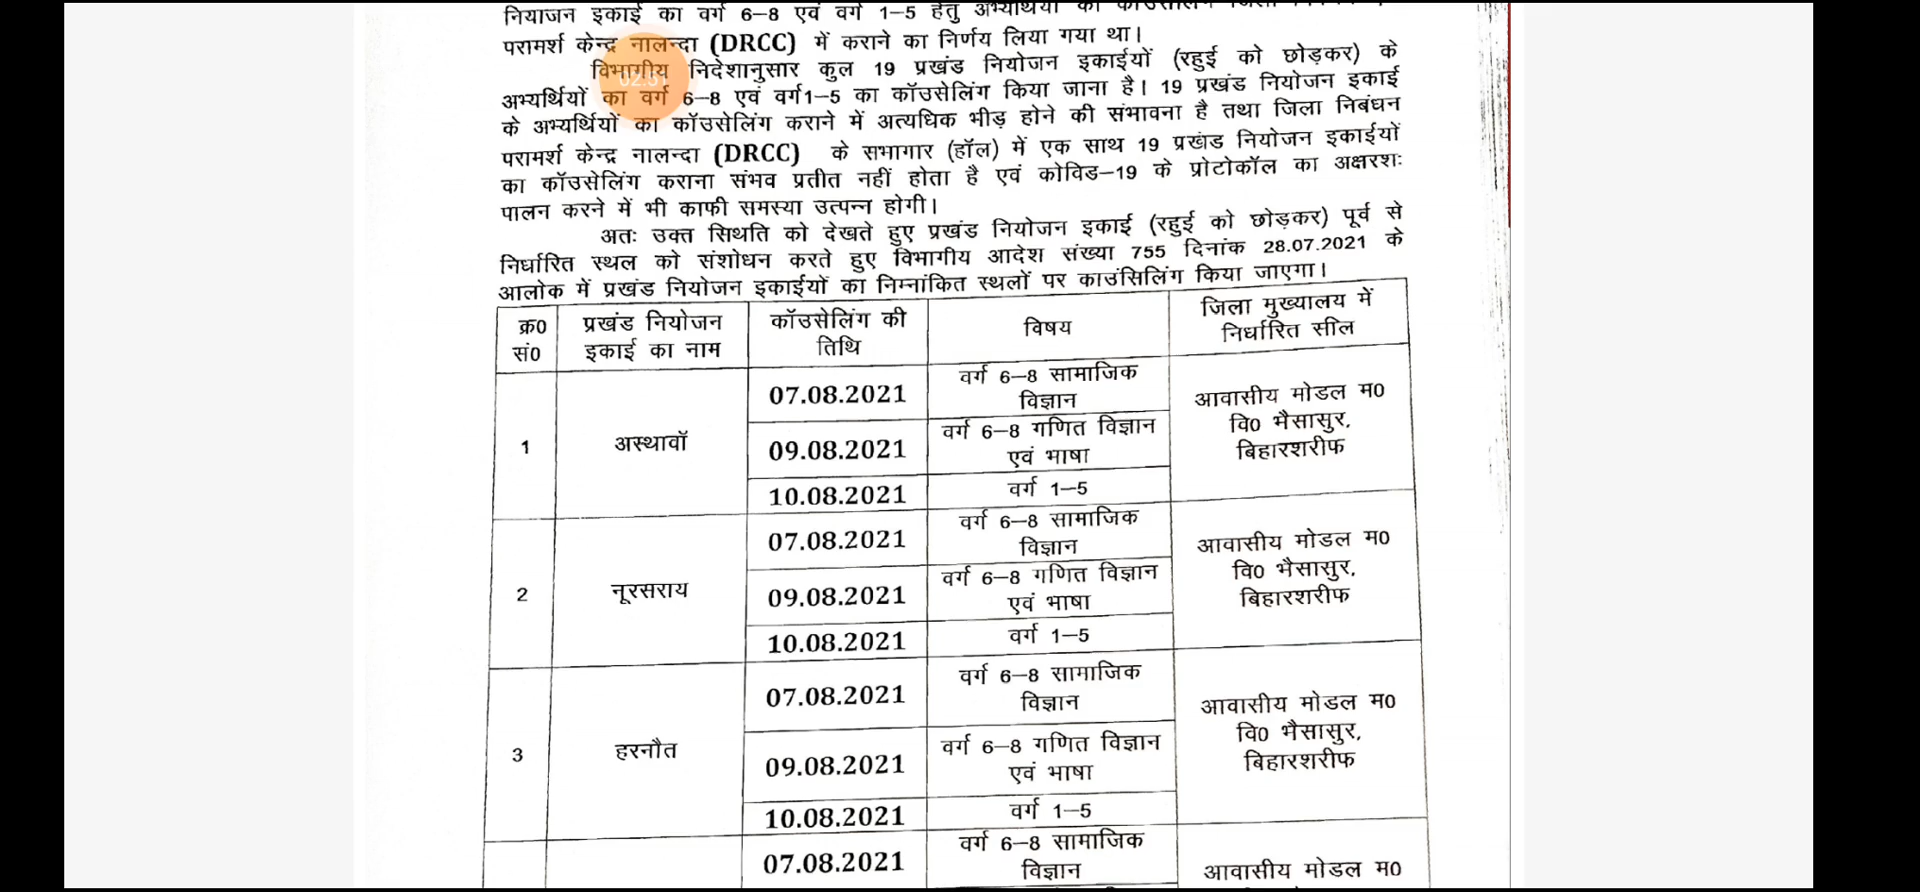 नियोजन इकाई का वर्ग 6–8 एवं वर्ग 1–5 हेतु अभ्यर्थियों का
परामर्श केन्द्र नालन्दा (DRCC) में कराने का निर्णय लिया गया था।
विभागीय निदेशानुसार कुल 19 प्रखंड नियोजन इकाईयों (रहुई को छोड़कर) के
अभ्यर्थियों का वर्ग 6–8 एवं वर्ग1–5 का कॉउसेलिंग किया जाना है। 19 प्रखंड नियोजन इकाई
के अभ्यर्थियों का कॉउसेलिंग कराने में अत्यधिक भीड़ होने की संभावना है तथा जिला निबंधन
परामर्श केन्द्र नालन्दा (DRCC) के सभागार (हॉल) में एक साथ 19 प्रखंड नियोजन इकाईयों
का कॉउसेलिंग कराना संभव प्रतीत नहीं होता है एवं कोविड–19 के प्रोटोकॉल का अक्षरशः
पालन करने में भी काफी समस्या उत्पन्न होगी।
अतः उक्त सिथति को देखते हुए प्रखंड नियोजन इकाई (रहुई को छोड़कर) पूर्व से
निर्धारित स्थल को संशोधन करते हुए विभागीय आदेश संख्या 755 दिनांक 28.07.2021 के
आलोक में प्रखंड नियोजन इकाईयों का निम्नांकित स्थलों पर काउंसिलिंग किया जाएगा।
क्र0 सं0 प्रखंड नियोजन इकाई का नाम कॉउसेलिंग की तिथि विषय जिला मुख्यालय में निर्धारित सील
1 अस्थावॉ 07.08.2021 वर्ग 6–8 सामाजिक विज्ञान आवासीय मोडल म0 वि0 भैसासुर, बिहारशरीफ
09.08.2021 वर्ग 6–8 गणित विज्ञान एवं भाषा
10.08.2021 वर्ग 1–5
2 नूरसराय 07.08.2021 वर्ग 6–8 सामाजिक विज्ञान आवासीय मोडल म0 वि0 भैसासुर, बिहारशरीफ
09.08.2021 वर्ग 6–8 गणित विज्ञान एवं भाषा
10.08.2021 वर्ग 1–5
3 हरनौत 07.08.2021 वर्ग 6–8 सामाजिक विज्ञान आवासीय मोडल म0 वि0 भैसासुर, बिहारशरीफ
09.08.2021 वर्ग 6–8 गणित विज्ञान एवं भाषा
10.08.2021 वर्ग 1–5
07.08.2021 वर्ग 6–8 सामाजिक विज्ञान आवासीय मोडल म0